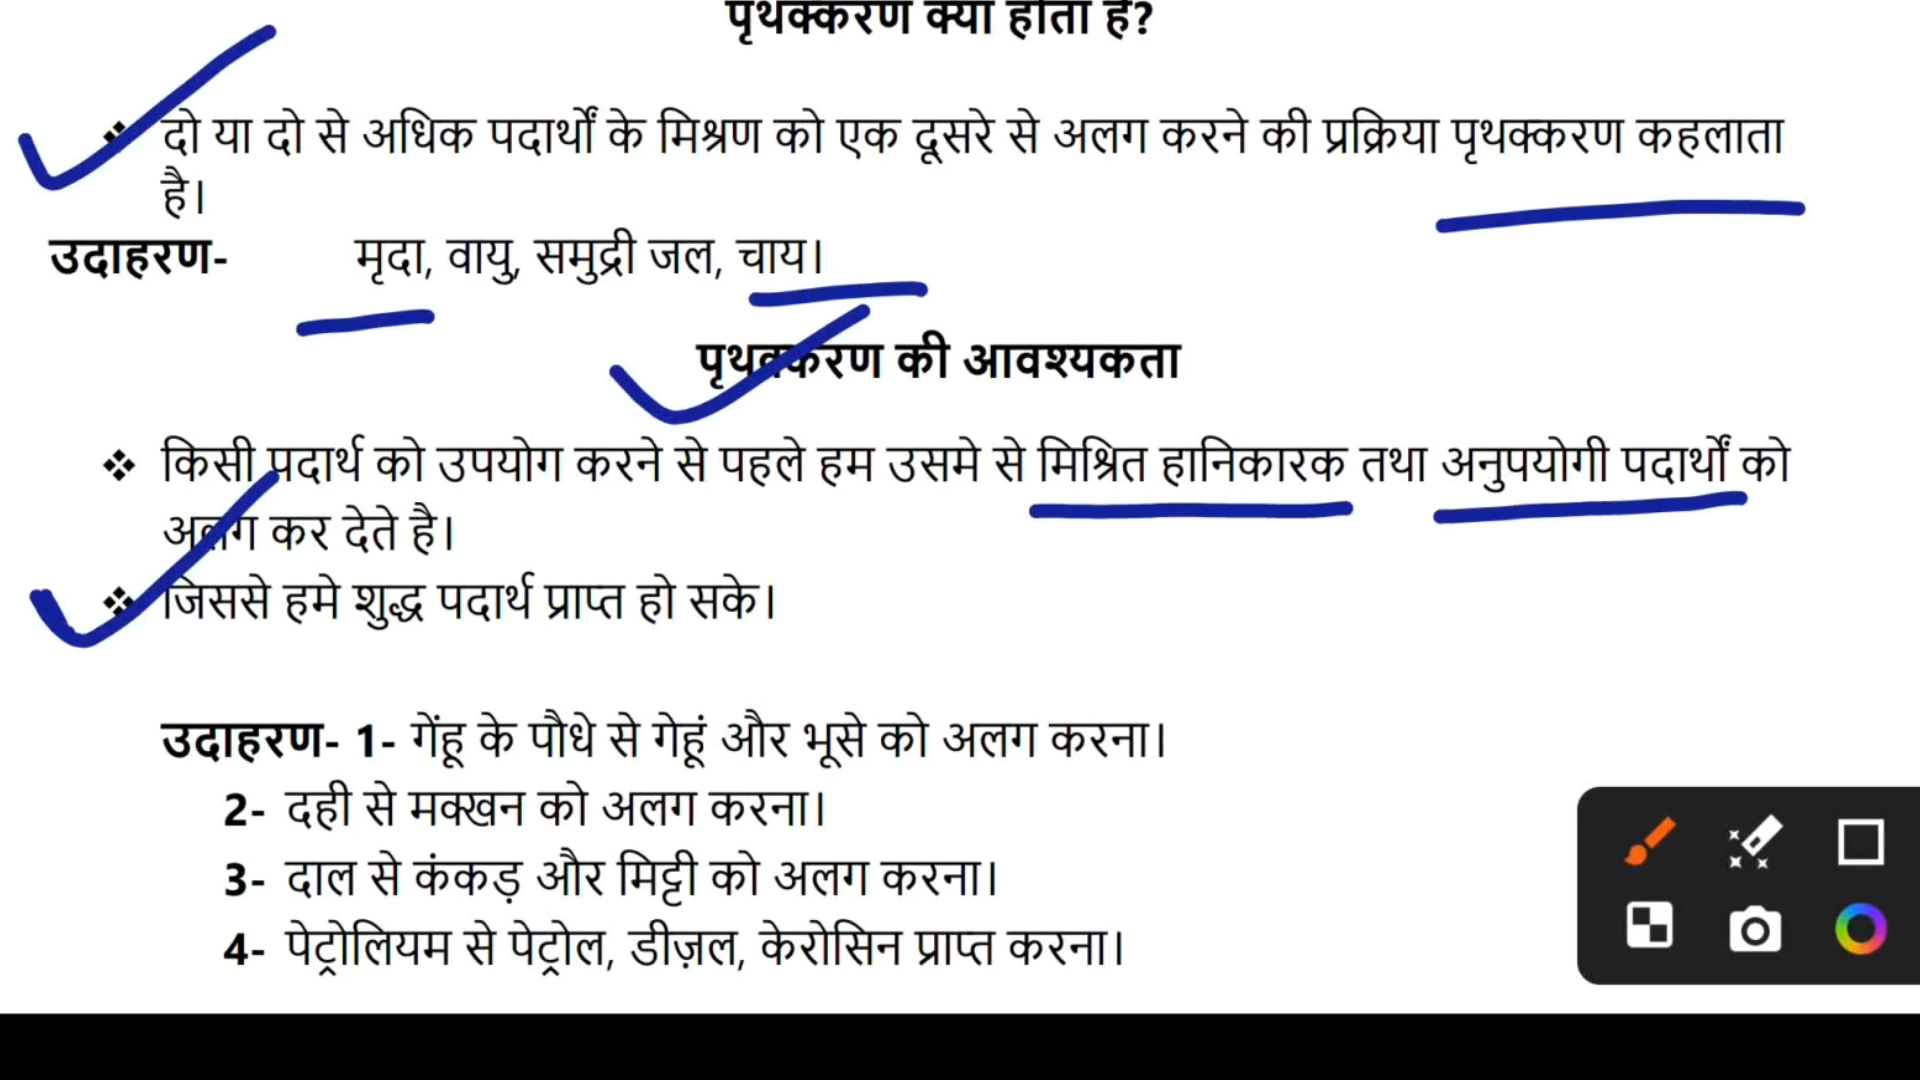 पृथक्करण क्या होता है?
❖ दो या दो से अधिक पदार्थों के मिश्रण को एक दूसरे से अलग करने की प्रक्रिया पृथक्करण कहलाता
है।
उदाहरण- मृदा, वायु, समुद्री जल, चाय।
पृथक्करण की आवश्यकता
❖ किसी पदार्थ को उपयोग करने से पहले हम उसमे से मिश्रित हानिकारक तथा अनुपयोगी पदार्थों को
अलग कर देते है।
❖ जिससे हमे शुद्ध पदार्थ प्राप्त हो सके।
उदाहरण- 1- गेंहू के पौधे से गेहूं और भूसे को अलग करना।
2- दही से मक्खन को अलग करना।
3- दाल से कंकड़ और मिट्टी को अलग करना।
4- पेट्रोलियम से पेट्रोल, डीज़ल, केरोसिन प्राप्त करना।